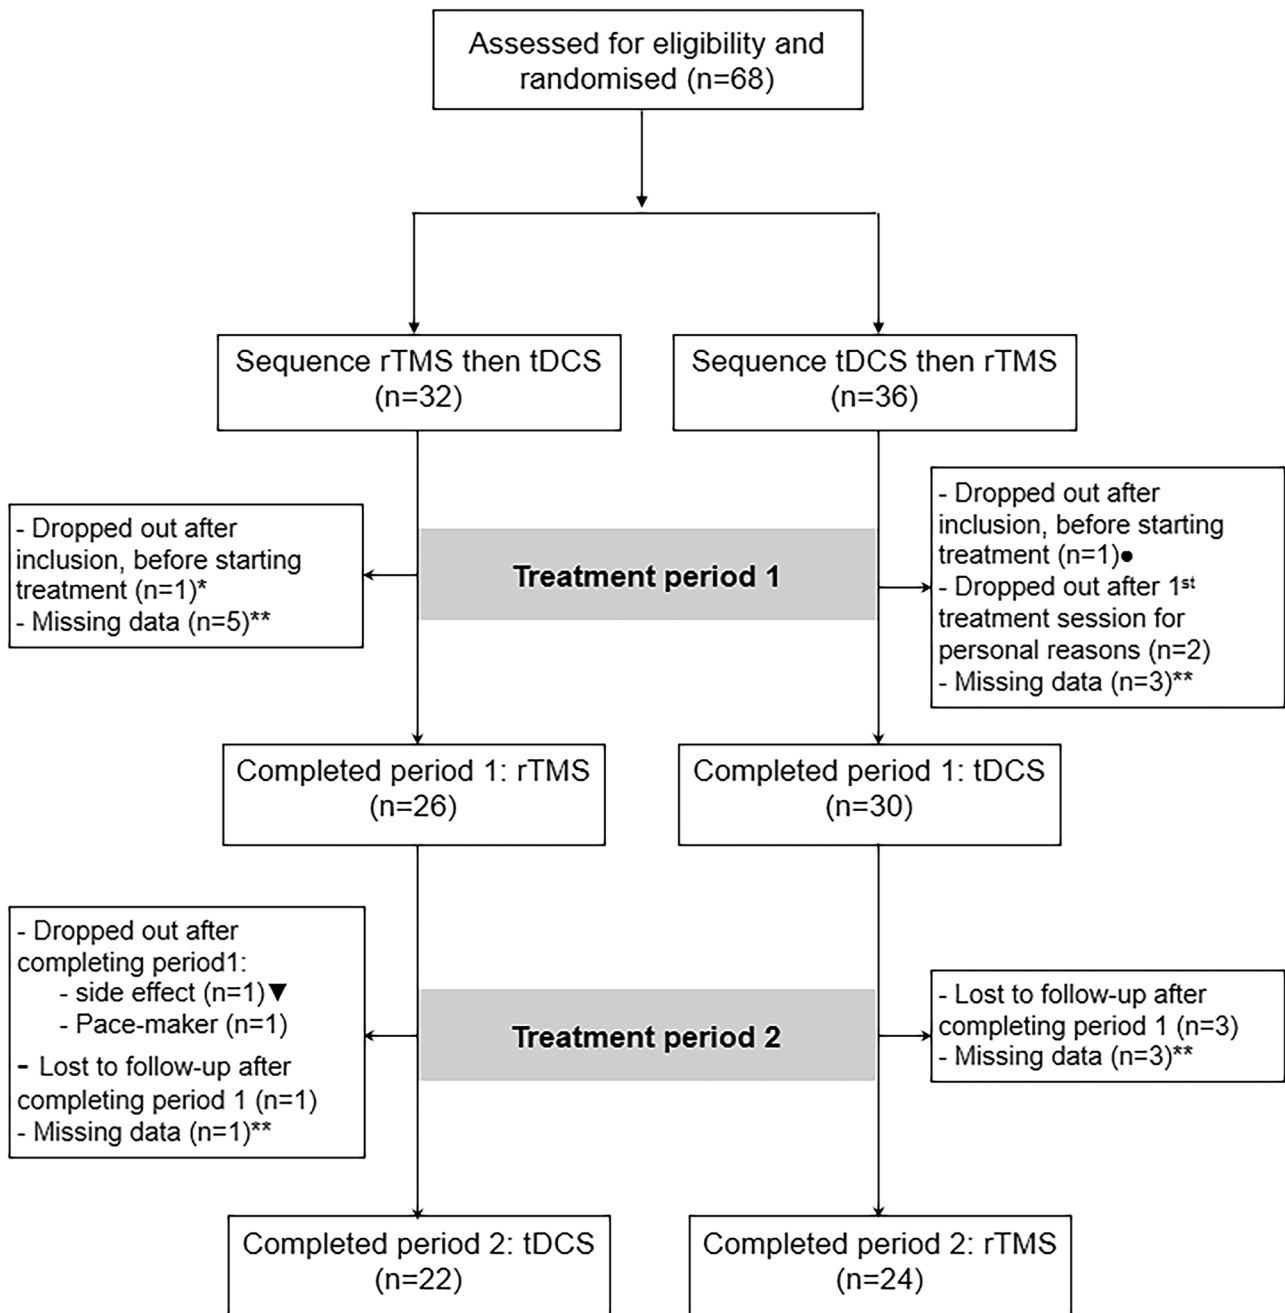 Assessed for eligibility and
randomised (n=68)
Sequence rTMS then tDCS
(n=32)
Sequence tDCS then rTMS
(n=36)
- Dropped out after
inclusion, before starting
treatment (n=1)*
- Missing data (n=5)**
Treatment period 1
- Dropped out after
inclusion, before starting
treatment (n=1)●
- Dropped out after 1st
treatment session for
personal reasons (n=2)
- Missing data (n=3)**
Completed period 1: rTMS
(n=26)
Completed period 1: tDCS
(n=30)
- Dropped out after
completing period1:
- side effect (n=1)▼
- Pace-maker (n=1)
- Lost to follow-up after
completing period 1 (n=1)
- Missing data (n=1)**
Treatment period 2
- Lost to follow-up after
completing period 1 (n=3)
- Missing data (n=3)**
Completed period 2: tDCS
(n=22)
Completed period 2: rTMS
(n=24)